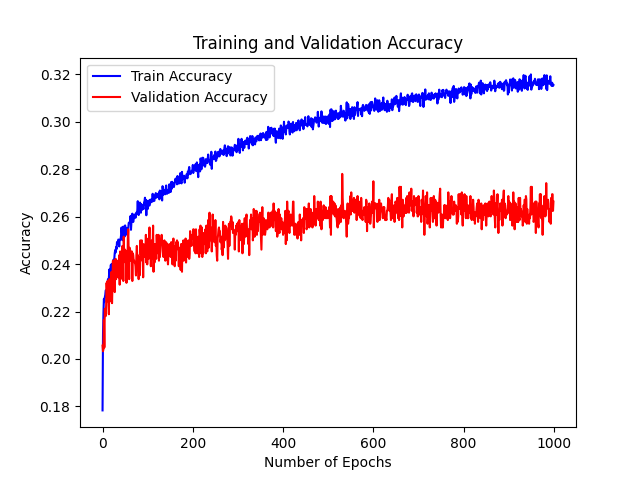 Training and Validation Accuracy
Train Accuracy
Validation Accuracy
0.32
0.30
0.28
0.26
0.24
0.22
0.20
0.18
Accuracy
0 200 400 600 800 1000
Number of Epochs